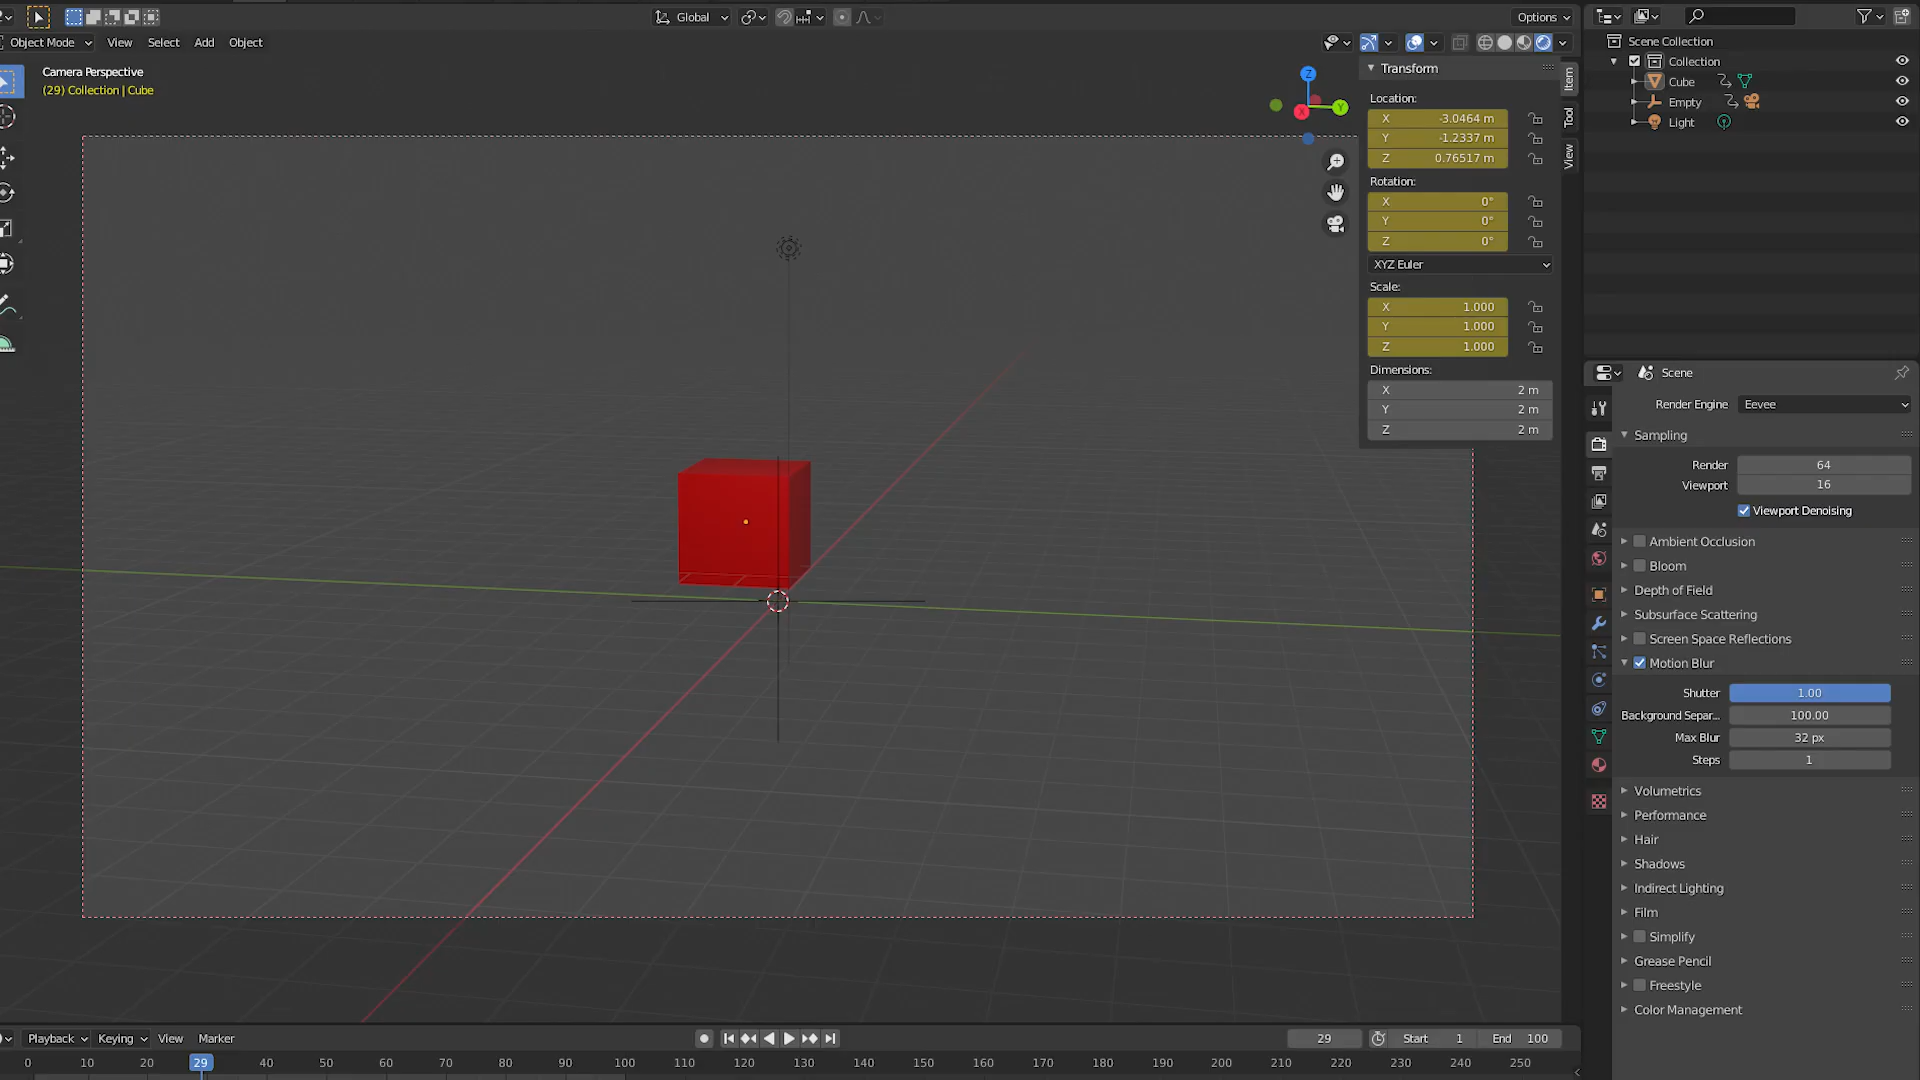 Global
Options
Object Mode View Select Add Object
Camera Perspective
(29) Collection | Cube
Z
Y
X
Transform
Location:
X -3.0464 m
Y -1.2337 m
Z 0.76517 m
Rotation:
X 0°
Y 0°
Z 0°
XYZ Euler
Scale:
X 1.000
Y 1.000
Z 1.000
Dimensions:
X 2 m
Y 2 m
Z 2 m
Item
Tool
View
Scene Collection
Collection
Cube
Empty
Light
Scene
Render Engine Eevee
Sampling
Render 64
Viewport 16
Viewport Denoising
Ambient Occlusion
Bloom
Depth of Field
Subsurface Scattering
Screen Space Reflections
Motion Blur
Shutter 1.00
Background Separ... 100.00
Max Blur 32 px
Steps 1
Volumetrics
Performance
Hair
Shadows
Indirect Lighting
Film
Simplify
Grease Pencil
Freestyle
Color Management
Playback Keying View Marker
29 Start 1 End 100
0 10 20 29 40 50 60 70 80 90 100 110 120 130 140 150 160 170 180 190 200 210 220 230 240 250